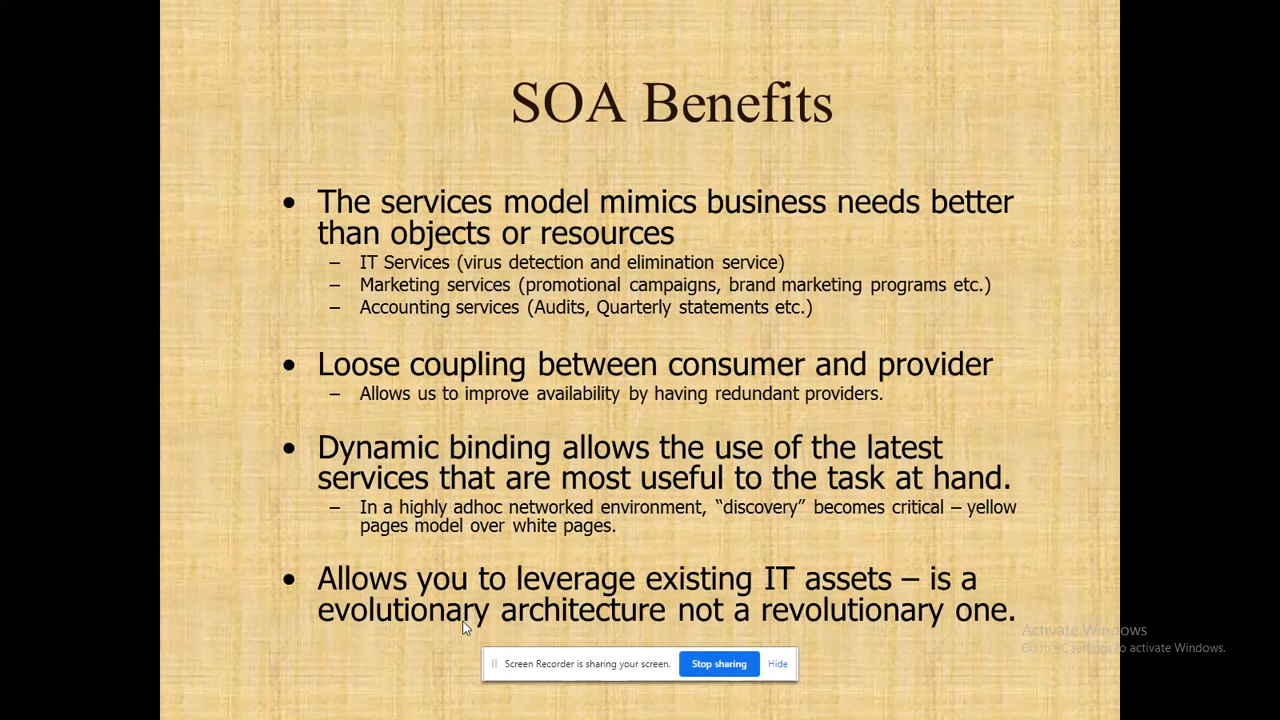 SOA Benefits
• The services model mimics business needs better
than objects or resources
– IT Services (virus detection and elimination service)
– Marketing services (promotional campaigns, brand marketing programs etc.)
– Accounting services (Audits, Quarterly statements etc.)
• Loose coupling between consumer and provider
– Allows us to improve availability by having redundant providers.
• Dynamic binding allows the use of the latest
services that are most useful to the task at hand.
– In a highly adhoc networked environment, “discovery” becomes critical – yellow
pages model over white pages.
• Allows you to leverage existing IT assets – is a
evolutionary architecture not a revolutionary one.
Activate Windows
Go to PC settings to activate Windows.
Screen Recorder is sharing your screen. Stop sharing Hide